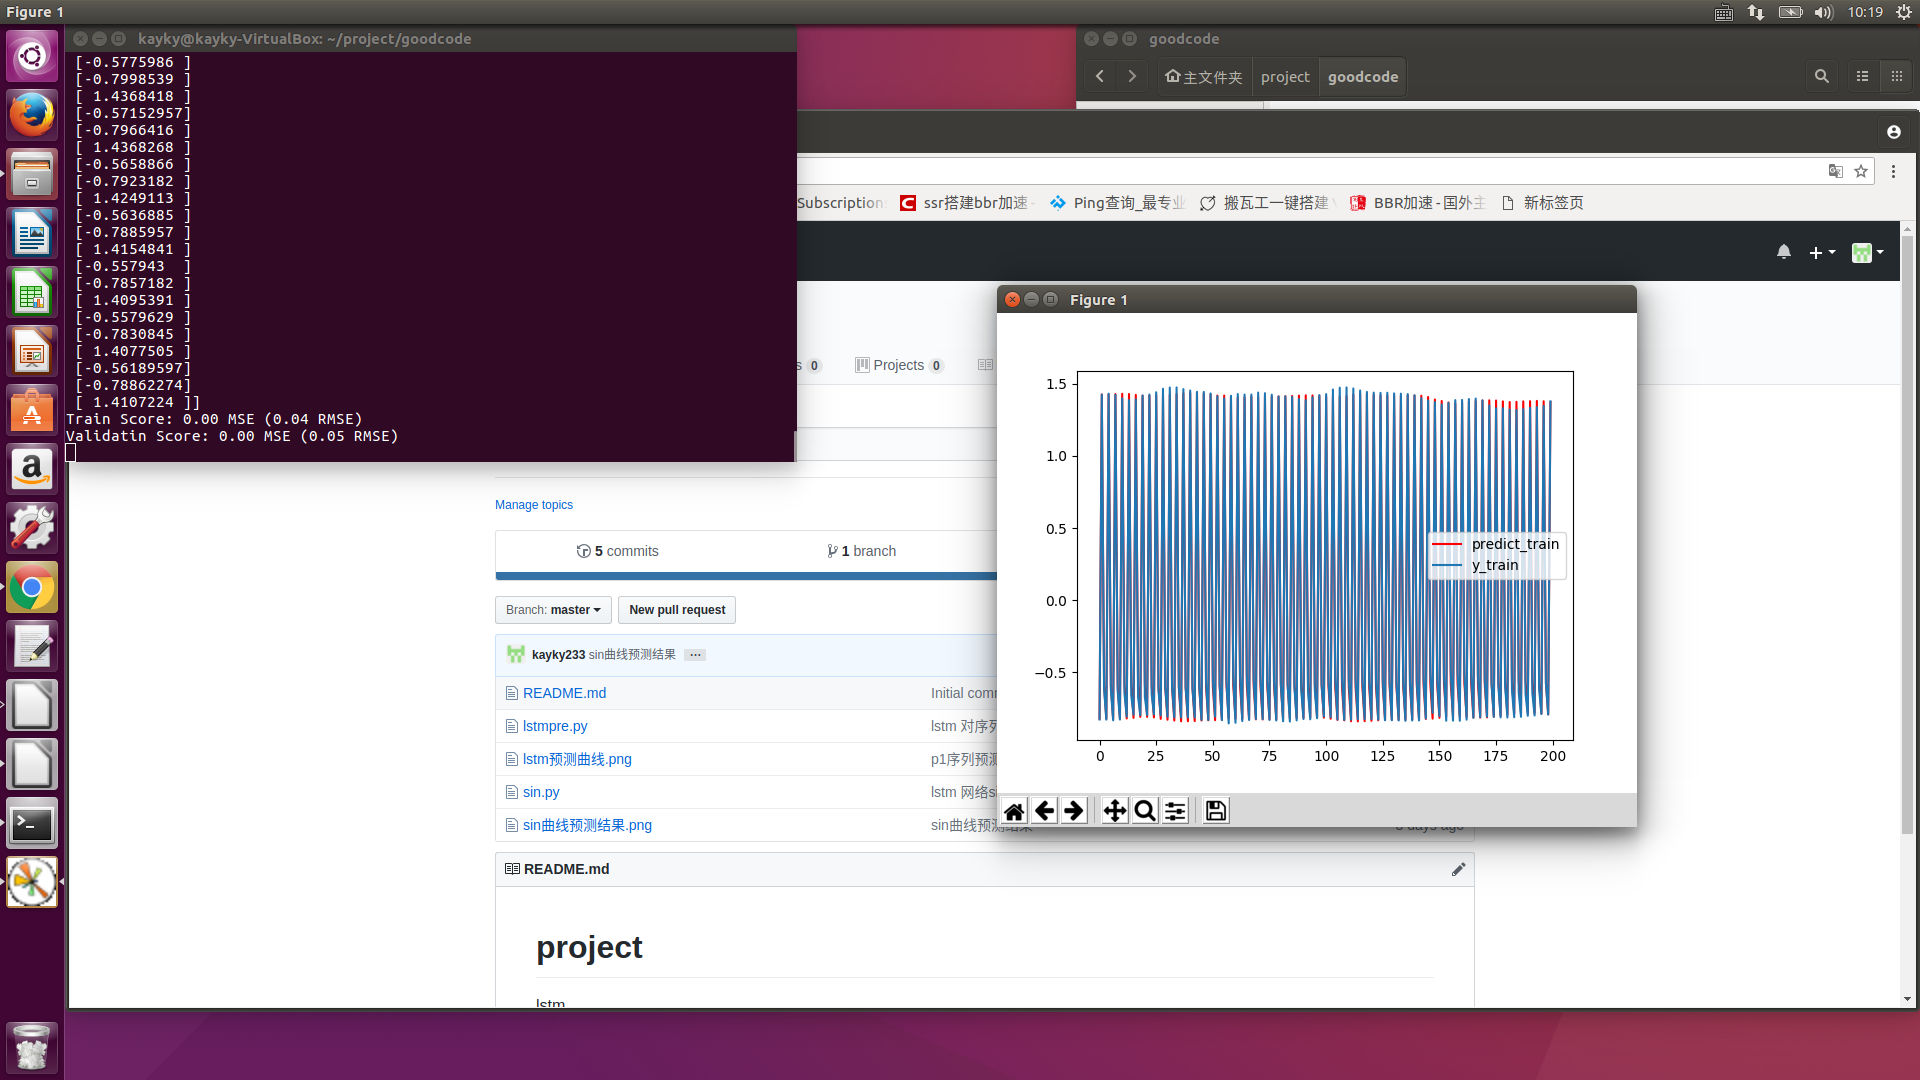 Figure 1
10:19
kayky@kayky-VirtualBox: ~/project/goodcode
[-0.5775986 ]
[-0.7998539 ]
[ 1.4368418 ]
[-0.57152957]
[-0.7966416 ]
[ 1.4368268 ]
[-0.5658866 ]
[-0.7923182 ]
[ 1.4249113 ]
[-0.5636885 ]
[-0.7885957 ]
[ 1.4154841 ]
[-0.557943  ]
[-0.7857182 ]
[ 1.4095391 ]
[-0.5579629 ]
[-0.7830845 ]
[ 1.4077505 ]
[-0.56189597]
[-0.78862274]
[ 1.4107224 ]]
Train Score: 0.00 MSE (0.04 RMSE)
Validatin Score: 0.00 MSE (0.05 RMSE)
goodcode
主文件夹 project goodcode
Subscription ssr搭建bbr加速- Ping查询_最专业 搬瓦工一键搭建 BBR加速-国外主 新标签页
s 0 Projects 0
Manage topics
5 commits 1 branch
Branch: master New pull request
kayky233 sin曲线预测结果 ...
README.md Initial com
lstmpre.py lstm 对序列
lstm预测曲线.png p1序列预测
sin.py lstm 网络s
sin曲线预测结果.png sin曲线预测结果 days ago
README.md
project
lstm
Figure 1
1.5
1.0
0.5
0.0
−0.5
predict_train
y_train
0 25 50 75 100 125 150 175 200